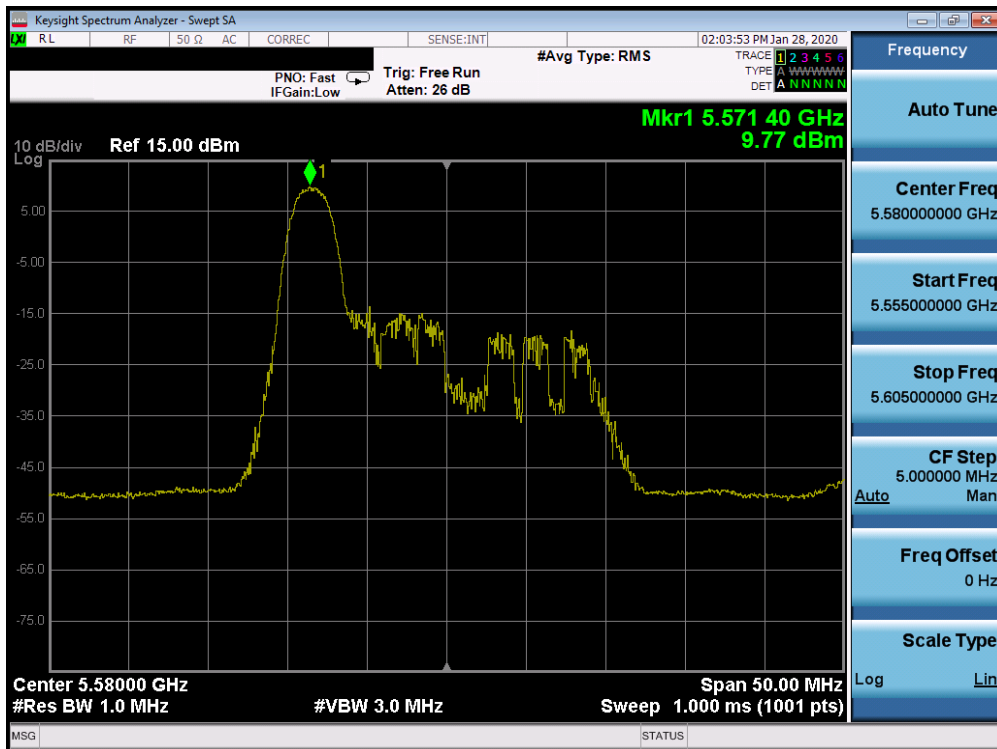 Keysight Spectrum Analyzer - Swept SA
LXI RL RF 50 Ω AC CORREC SENSE:INT 02:03:53 PM Jan 28, 2020
PNO: Fast
IFGain:Low
Trig: Free Run
Atten: 26 dB
#Avg Type: RMS
TRACE 1 2 3 4 5 6
TYPE A WWWWW
DET A N N N N N
Mkr1 5.571 40 GHz
9.77 dBm
10 dB/div Ref 15.00 dBm
Log
1
5.00
-5.00
-15.0
-25.0
-35.0
-45.0
-55.0
-65.0
-75.0
Center 5.58000 GHz Span 50.00 MHz
#Res BW 1.0 MHz #VBW 3.0 MHz Sweep 1.000 ms (1001 pts)
MSG STATUS
Frequency
Auto Tune
Center Freq
5.580000000 GHz
Start Freq
5.555000000 GHz
Stop Freq
5.605000000 GHz
CF Step
5.000000 MHz
Auto Man
Freq Offset
0 Hz
Scale Type
Log Lin